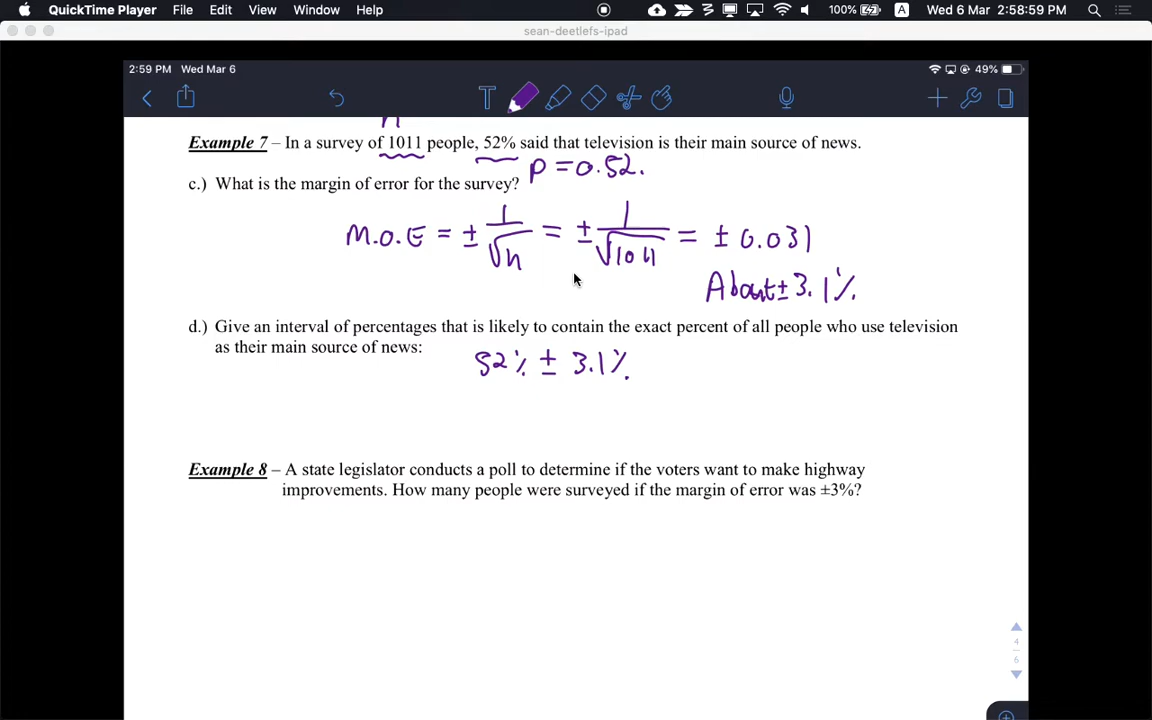 QuickTime Player File Edit View Window Help 100% A Wed 6 Mar 2:58:59 PM
sean-deetlefs-ipad
2:59 PM Wed Mar 6 49%
T
n
Example 7 – In a survey of 1011 people, 52% said that television is their main source of news.
p = 0.52.
c.) What is the margin of error for the survey?
M.O.E = ± 1/√n = ± 1/√1011 = ± 0.031
About ± 3.1%
d.) Give an interval of percentages that is likely to contain the exact percent of all people who use television
as their main source of news:
52% ± 3.1%.
Example 8 – A state legislator conducts a poll to determine if the voters want to make highway
improvements. How many people were surveyed if the margin of error was ±3%?
4
6